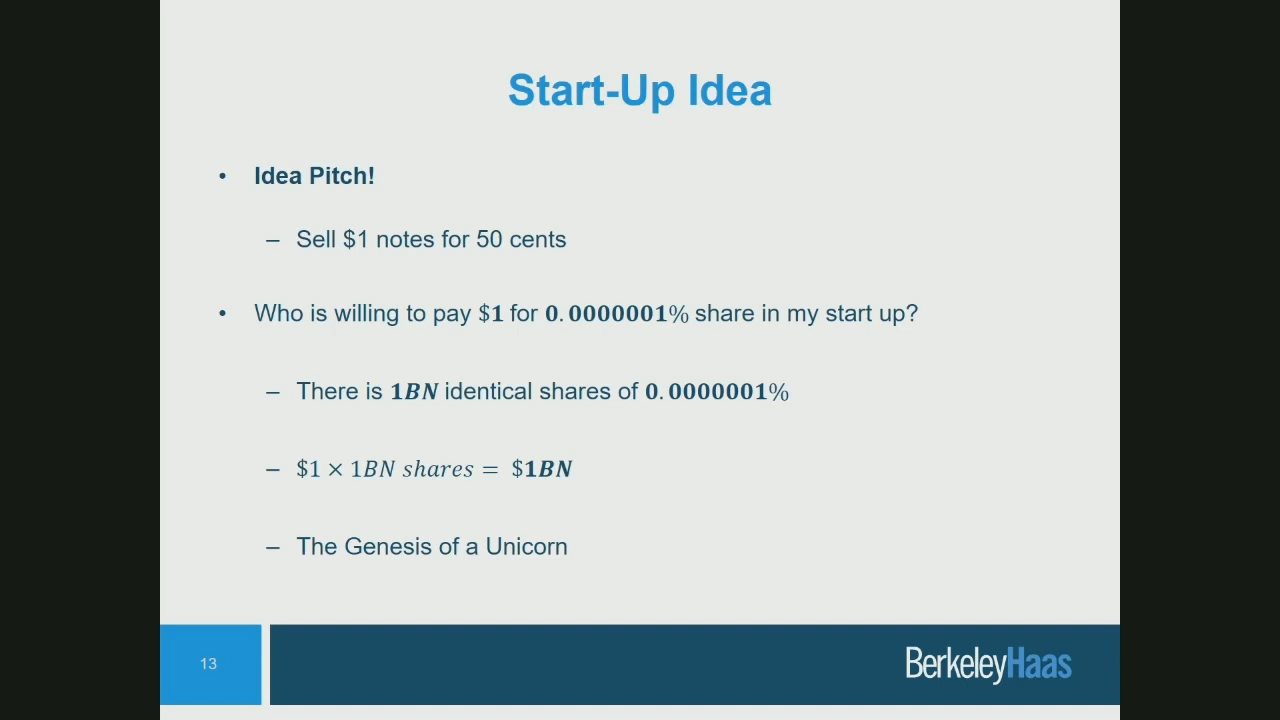 Start-Up Idea
• Idea Pitch!
– Sell $1 notes for 50 cents
• Who is willing to pay $1 for 0.0000001% share in my start up?
– There is 1BN identical shares of 0.0000001%
– $1 × 1BN shares = $1BN
– The Genesis of a Unicorn
13
BerkeleyHaas